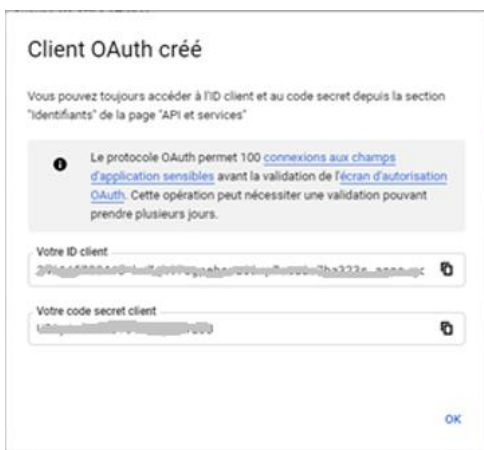 Client OAuth créé
Vous pouvez toujours accéder à l'ID client et au code secret depuis la section
"Identifiants" de la page "API et services"
Le protocole OAuth permet 100 connexions aux champs
d'application sensibles avant la validation de l'écran d'autorisation
OAuth. Cette opération peut nécessiter une validation pouvant
prendre plusieurs jours.
Votre ID client
Votre code secret client
OK